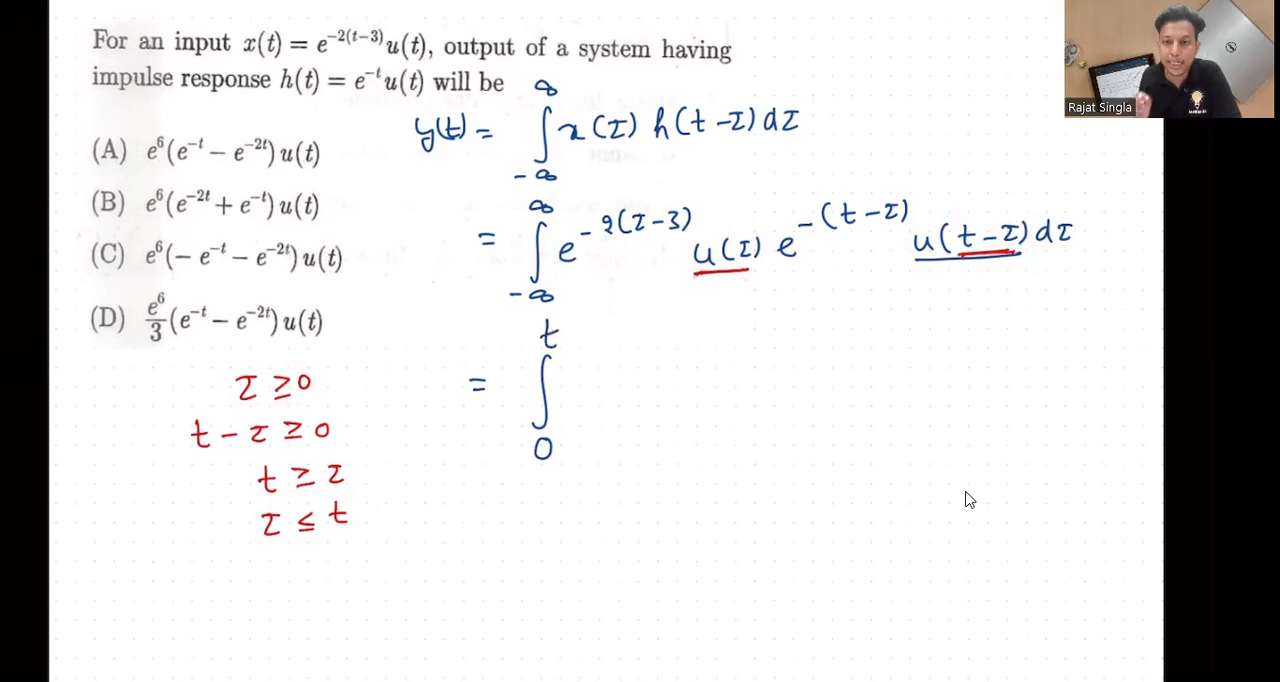 For an input x(t) = e^{-2(t-3)}u(t), output of a system having
impulse response h(t) = e^{-t}u(t) will be
(A) e^6(e^{-t} - e^{-2t})u(t)
(B) e^6(e^{-2t} + e^{-t})u(t)
(C) e^6(- e^{-t} - e^{-2t})u(t)
(D) e^6/3 (e^{-t} - e^{-2t})u(t)
y(t) = ∫_{-∞}^{∞} x(τ) h(t-τ)dτ
= ∫_{-∞}^{∞} e^{-2(τ-3)} u(τ) e^{-(t-τ)} u(t-τ)dτ
= ∫_0^t
τ ≥ 0
t - τ ≥ 0
t ≥ τ
τ ≤ t
Rajat Singla